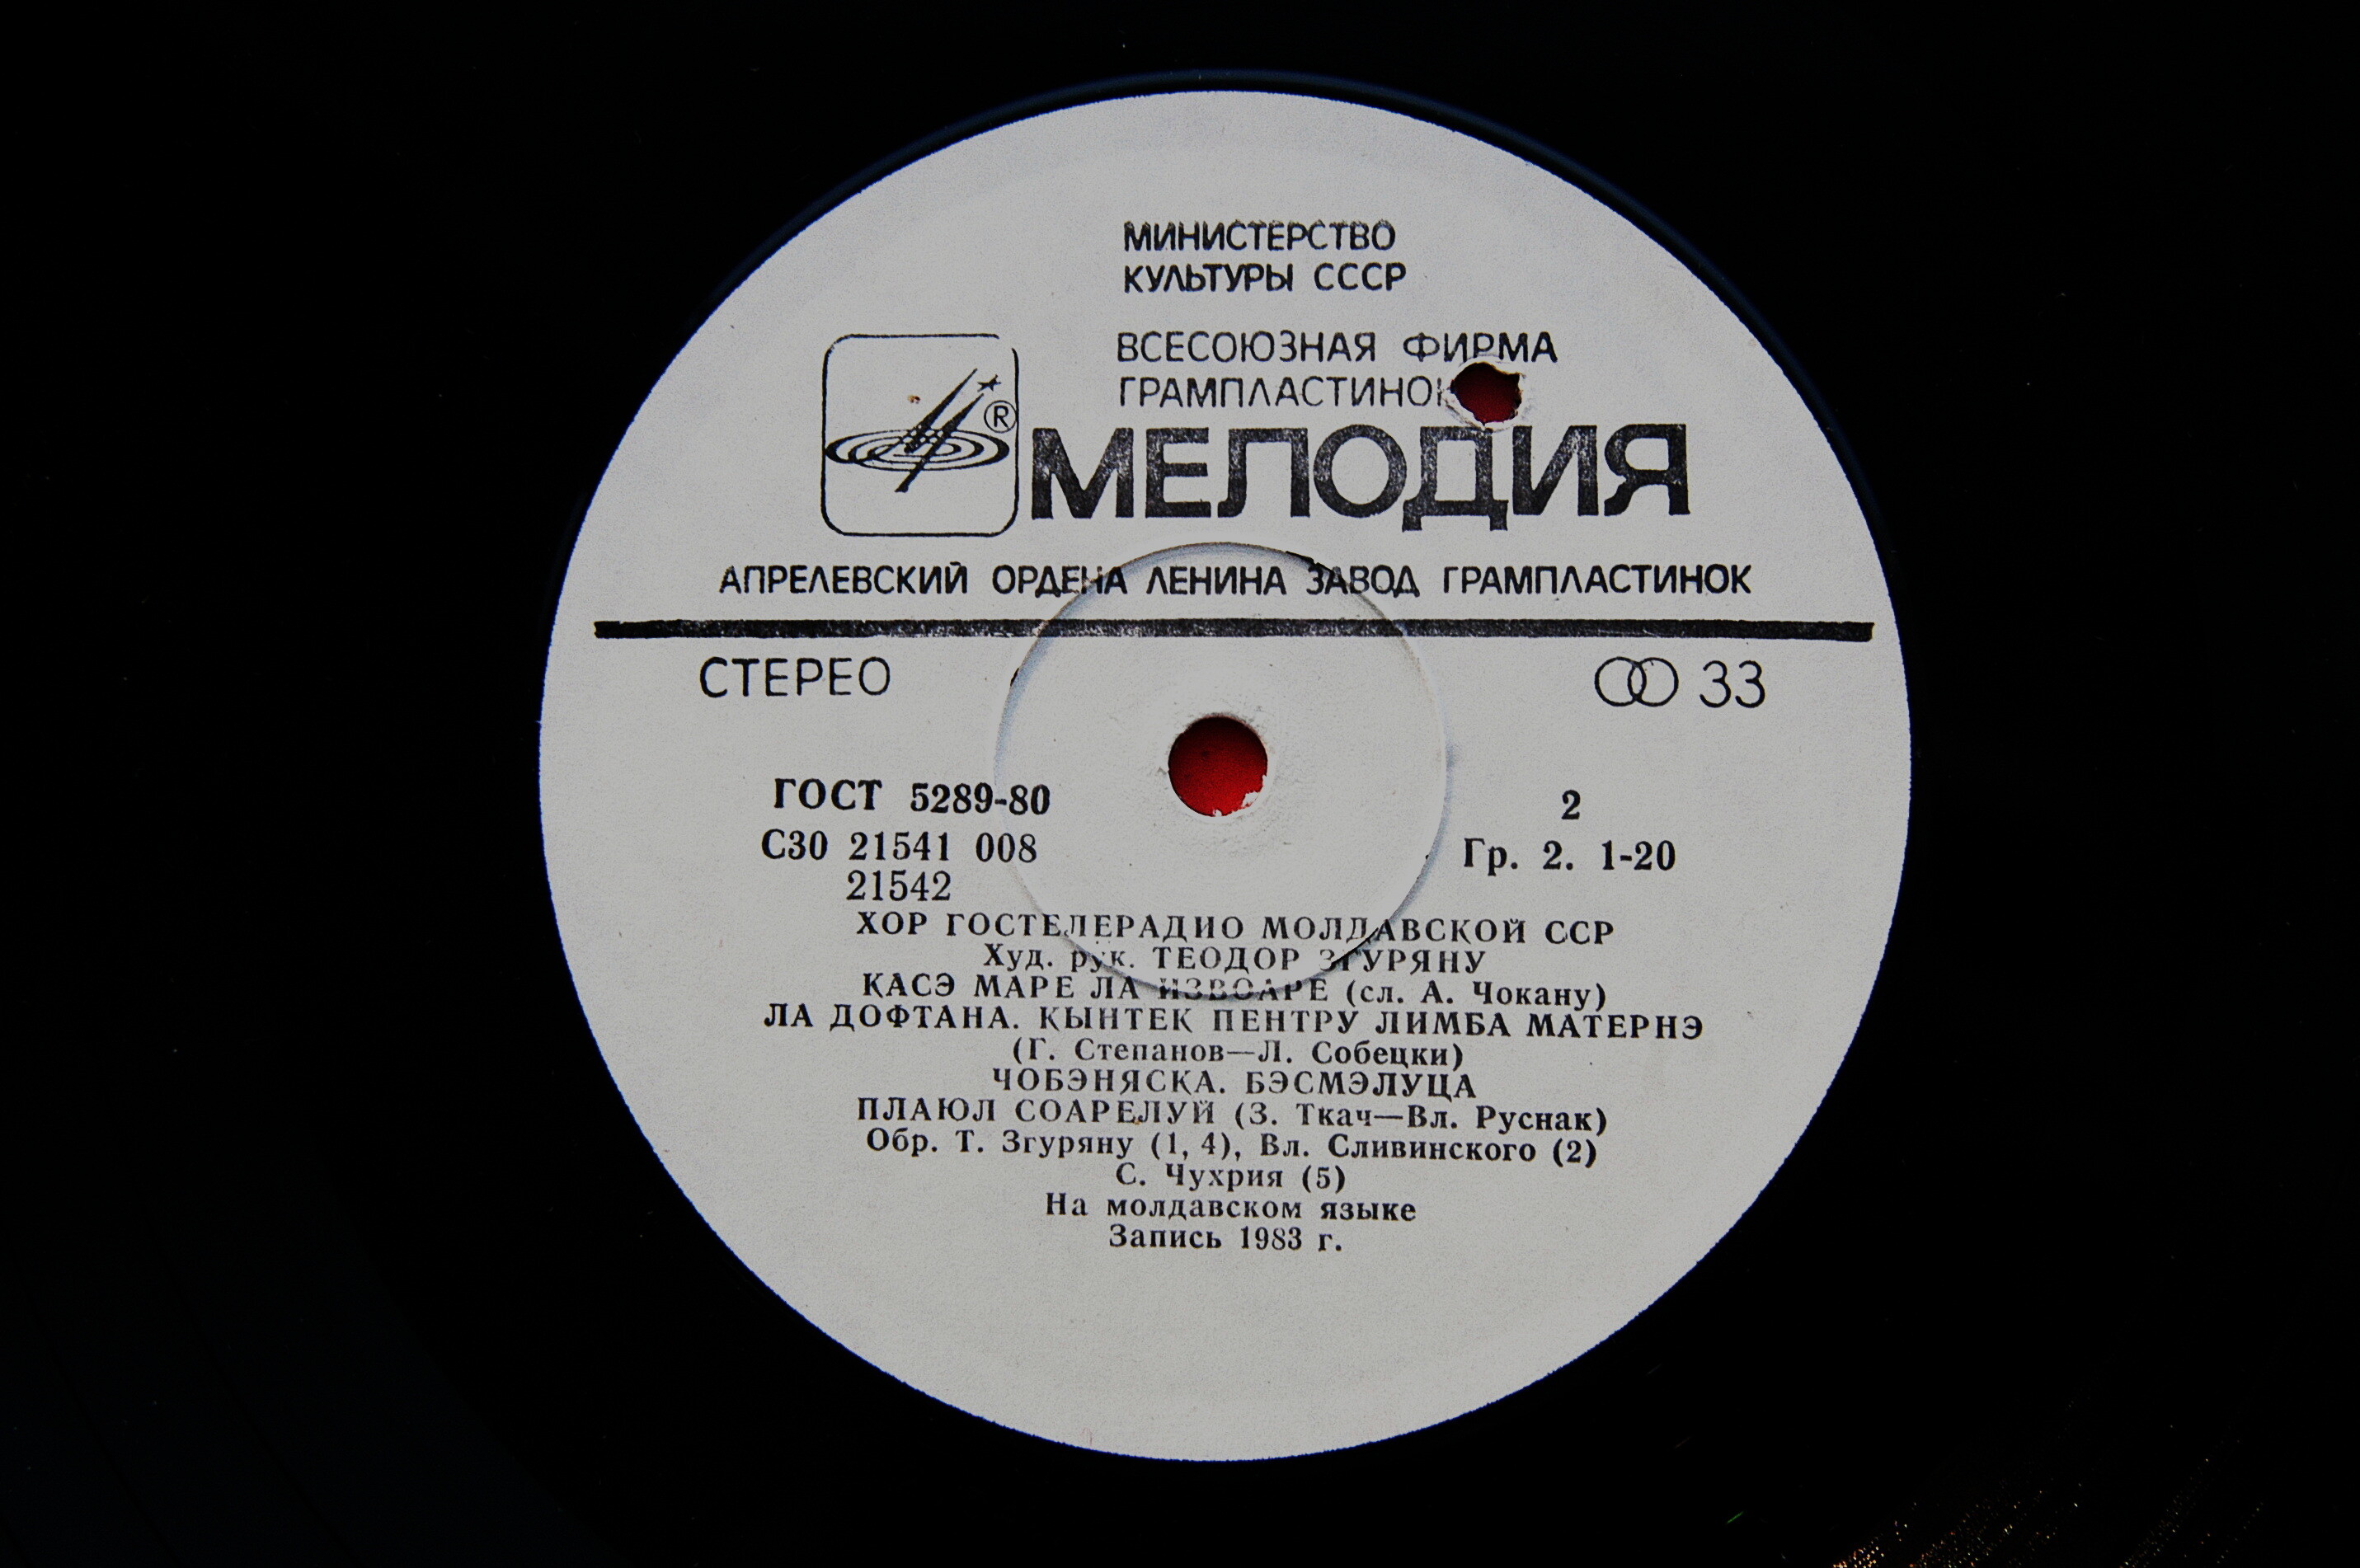 МИНИСТЕРСТВО
КУЛЬТУРЫ СССР
ВСЕСОЮЗНАЯ ФИРМА
ГРАМПЛАСТИНОК
®
МЕЛОДИЯ
АПРЕЛЕВСКИЙ ОРДЕНА ЛЕНИНА ЗАВОД ГРАМПЛАСТИНОК
СТЕРЕО 33
ГОСТ 5289-80 2
С30 21541 008 Гр. 2. 1-20
21542
ХОР ГОСТЕЛЕРАДИО МОЛДАВСКОЙ ССР
Худ. рук. ТЕОДОР ЗГУРЯНУ
КАСЭ МАРЕ ЛА ИЗВОАРЕ (сл. А. Чокану)
ЛА ДОФТАНА. КЫНТЕК ПЕНТРУ ЛИМБА МАТЕРНЭ
(Г. Степанов—Л. Собецки)
ЧОБЭНЯСКА. БЭСМЭЛУЦА
ПЛАЮЛ СОАРЕЛУЙ (З. Ткач—Вл. Руснак)
Обр. Т. Згуряну (1, 4), Вл. Сливинского (2)
С. Чухрия (5)
На молдавском языке
Запись 1983 г.